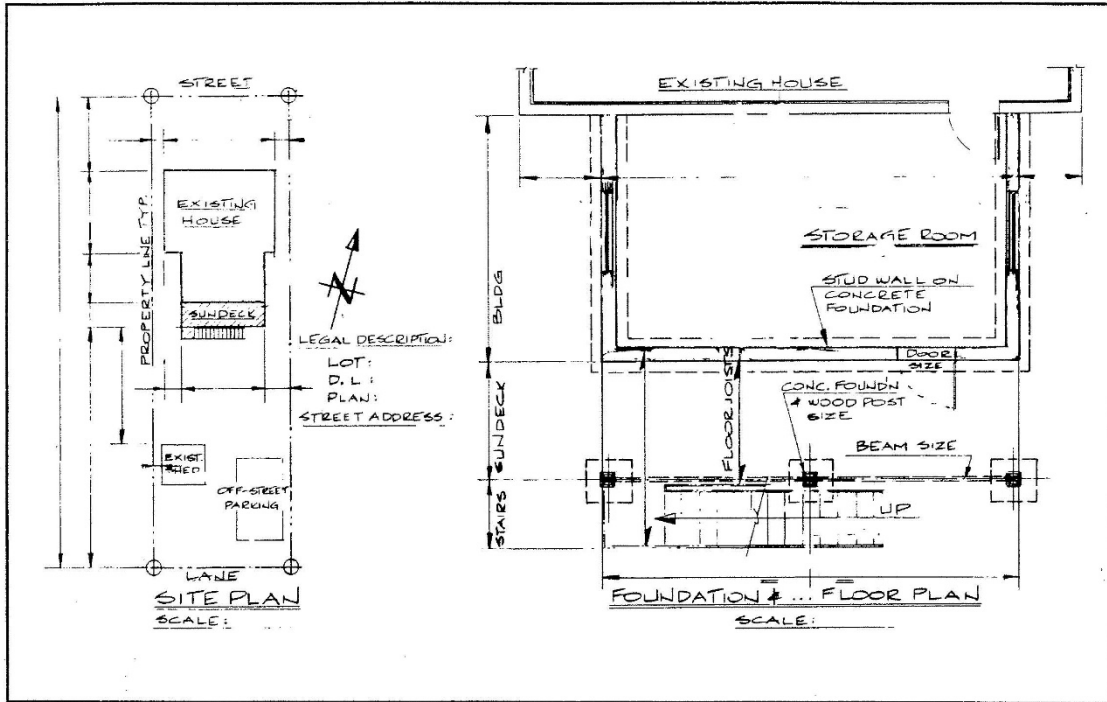 STREET
EXISTING
HOUSE
SUNDECK
PROPERTY LINE TYP.
N
LEGAL DESCRIPTION:
LOT:
D.L:
PLAN:
STREET ADDRESS:
EXIST.
SHED
OFF-STREET
PARKING
LANE
SITE PLAN
SCALE:
EXISTING HOUSE
STORAGE ROOM
STUD WALL ON
CONCRETE
FOUNDATION
BLDG
SUNDECK
STAIRS
FLOOR JOISTS
DOOR
SIZE
CONC. FOUND'N
& WOOD POST
SIZE
BEAM SIZE
UP
FOUNDATION & ... FLOOR PLAN
SCALE: